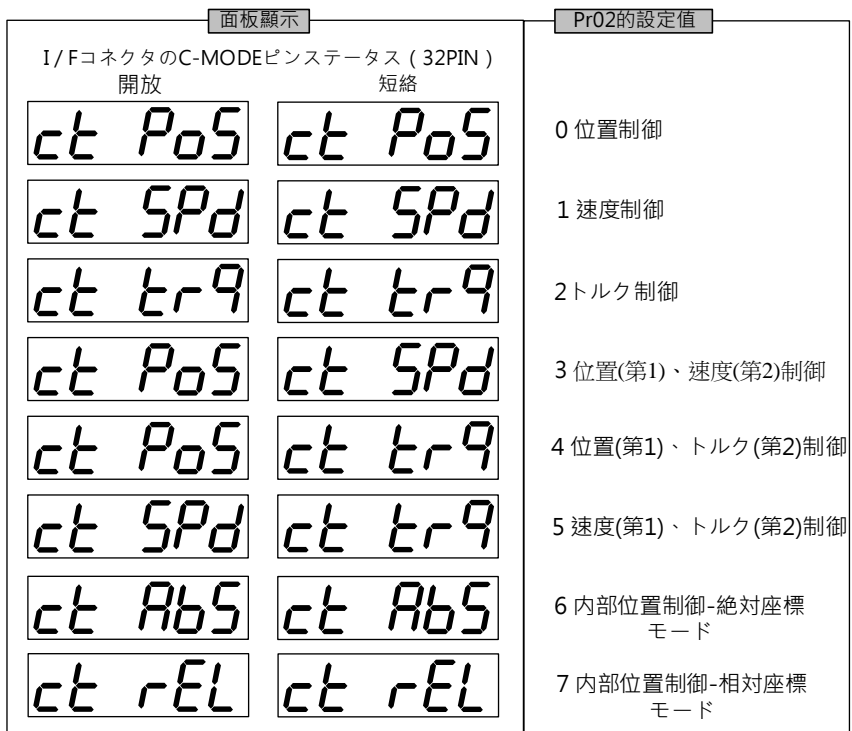 面板顯示 Pr02的設定值
I / FコネクタのC-MODEピンステータス ( 32PIN )
開放 短絡
ct PoS ct PoS 0 位置制御
ct SPd ct SPd 1 速度制御
ct trq ct trq 2トルク制御
ct PoS ct SPd 3 位置(第1)、速度(第2)制御
ct PoS ct trq 4 位置(第1)、トルク(第2)制御
ct SPd ct trq 5 速度(第1)、トルク(第2)制御
ct AbS ct AbS 6 内部位置制御-絶対座標
モード
ct rEL ct rEL 7 内部位置制御-相対座標
モード